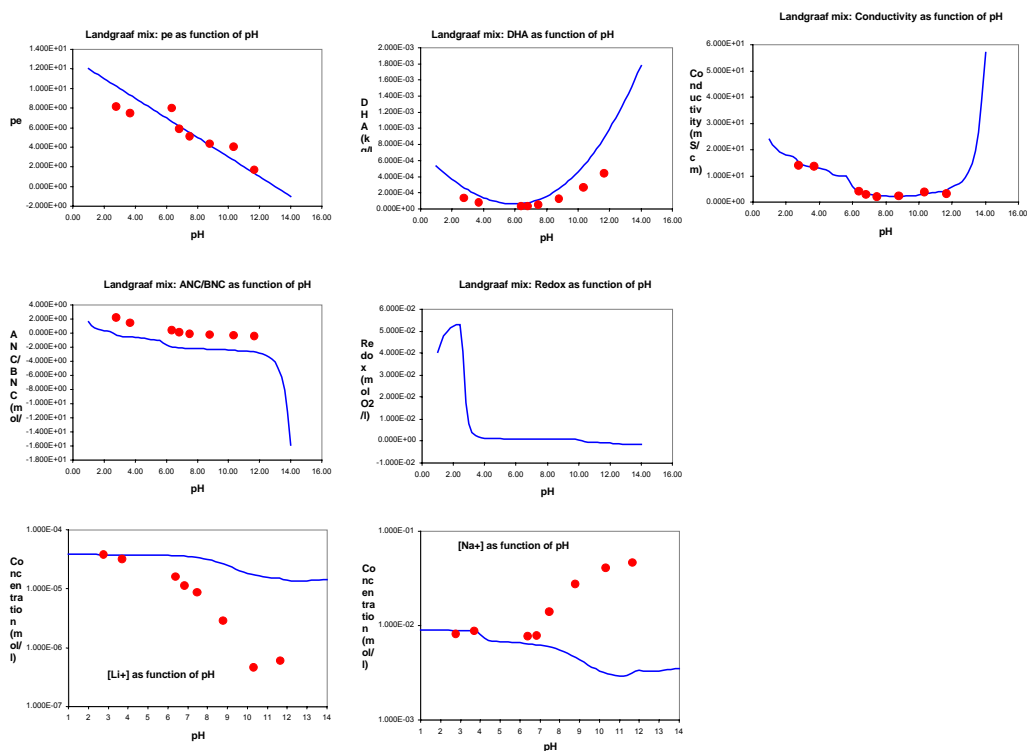 Landgraaf mix: pe as function of pH
1.400E+01
1.200E+01
1.000E+01
8.000E+00
6.000E+00
4.000E+00
2.000E+00
0.000E+00
-2.000E+00
pe
0.00 2.00 4.00 6.00 8.00 10.00 12.00 14.00 16.00
pH
Landgraaf mix: DHA as function of pH
2.000E-03
1.800E-03
1.600E-03
1.400E-03
1.200E-03
1.000E-03
8.000E-04
6.000E-04
4.000E-04
2.000E-04
0.000E+00
D
H
A
(k
g/l
0.00 2.00 4.00 6.00 8.00 10.00 12.00 14.00 16.00
pH
Landgraaf mix: Conductivity as function of pH
6.000E+01
5.000E+01
4.000E+01
3.000E+01
2.000E+01
1.000E+01
0.000E+00
Co
nd
uc
tiv
ity
(m
S/
c
m)
0.00 2.00 4.00 6.00 8.00 10.00 12.00 14.00 16.00
pH
Landgraaf mix: ANC/BNC as function of pH
4.000E+00
2.000E+00
0.000E+00
-2.000E+00
-4.000E+00
-6.000E+00
-8.000E+00
-1.000E+01
-1.200E+01
-1.400E+01
-1.600E+01
-1.800E+01
A
N
C/
B
N
C
(m
ol/
0.00 2.00 4.00 6.00 8.00 10.00 12.00 14.00 16.00
pH
Landgraaf mix: Redox as function of pH
6.000E-02
5.000E-02
4.000E-02
3.000E-02
2.000E-02
1.000E-02
0.000E+00
-1.000E-02
Re
do
x
(m
ol
O2
/l)
0.00 2.00 4.00 6.00 8.00 10.00 12.00 14.00 16.00
pH
1.000E-04
1.000E-05
1.000E-06
1.000E-07
Co
nc
en
tra
tio
n
(m
ol/
l)
[Li+] as function of pH
1 2 3 4 5 6 7 8 9 10 11 12 13 14
pH
1.000E-01
1.000E-02
1.000E-03
Co
nc
en
tra
tio
n
(m
ol/
l)
[Na+] as function of pH
1 2 3 4 5 6 7 8 9 10 11 12 13 14
pH